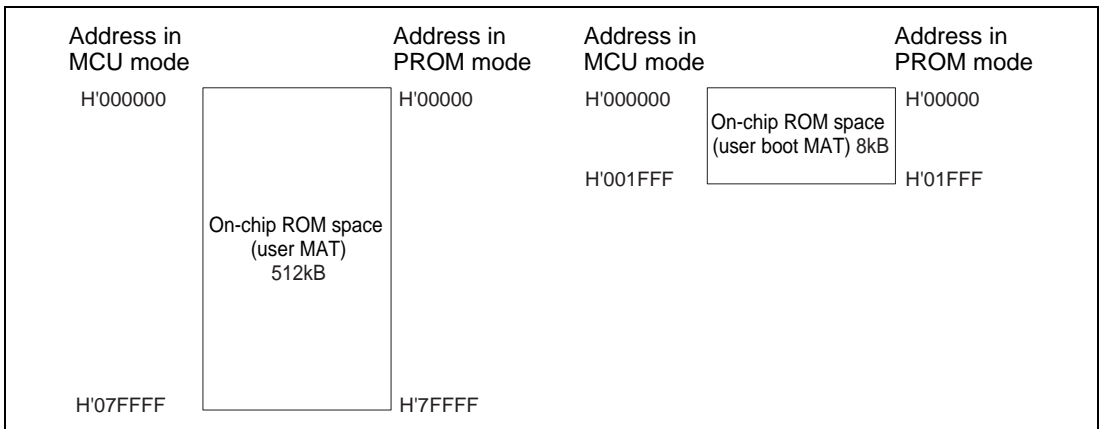 Address in
MCU mode
Address in
PROM mode
H'000000
H'00000
On-chip ROM space
(user MAT)
512kB
H'07FFFF
H'7FFFF
Address in
MCU mode
Address in
PROM mode
H'000000
H'00000
On-chip ROM space
(user boot MAT) 8kB
H'001FFF
H'01FFF